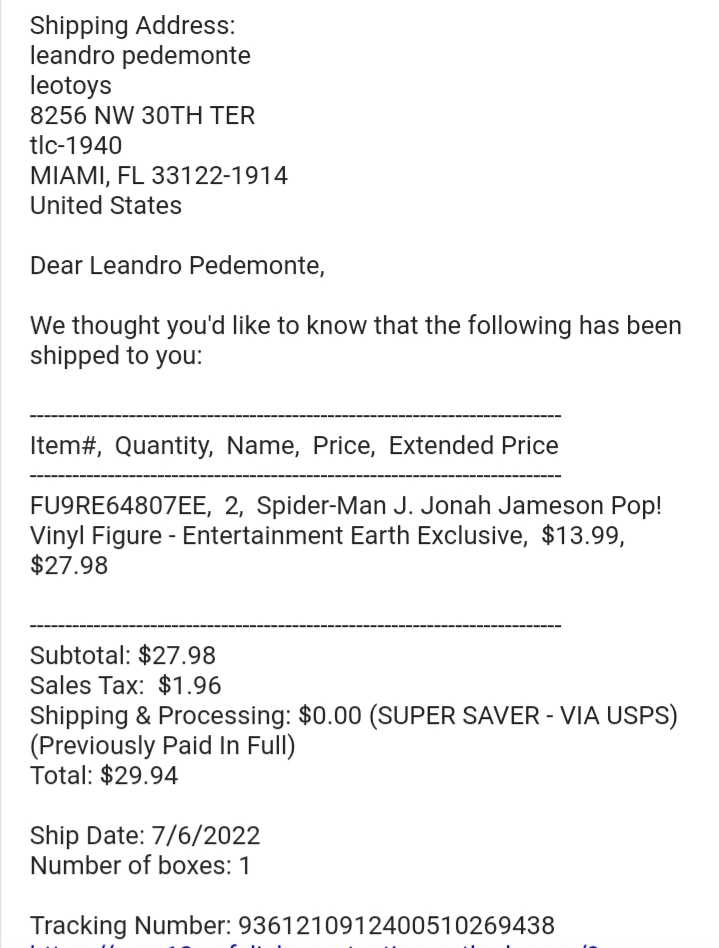 Shipping Address:
leandro pedemonte
leotoys
8256 NW 30TH TER
tlc-1940
MIAMI, FL 33122-1914
United States
Dear Leandro Pedemonte,
We thought you'd like to know that the following has been
shipped to you:
--------------------------------------------------------------------------
Item#,  Quantity,  Name,  Price,  Extended Price
--------------------------------------------------------------------------
FU9RE64807EE,  2,  Spider-Man J. Jonah Jameson Pop!
Vinyl Figure - Entertainment Earth Exclusive,  $13.99,
$27.98
--------------------------------------------------------------------------
Subtotal: $27.98
Sales Tax:  $1.96
Shipping & Processing: $0.00 (SUPER SAVER - VIA USPS)
(Previously Paid In Full)
Total: $29.94
Ship Date: 7/6/2022
Number of boxes: 1
Tracking Number: 9361210912400510269438